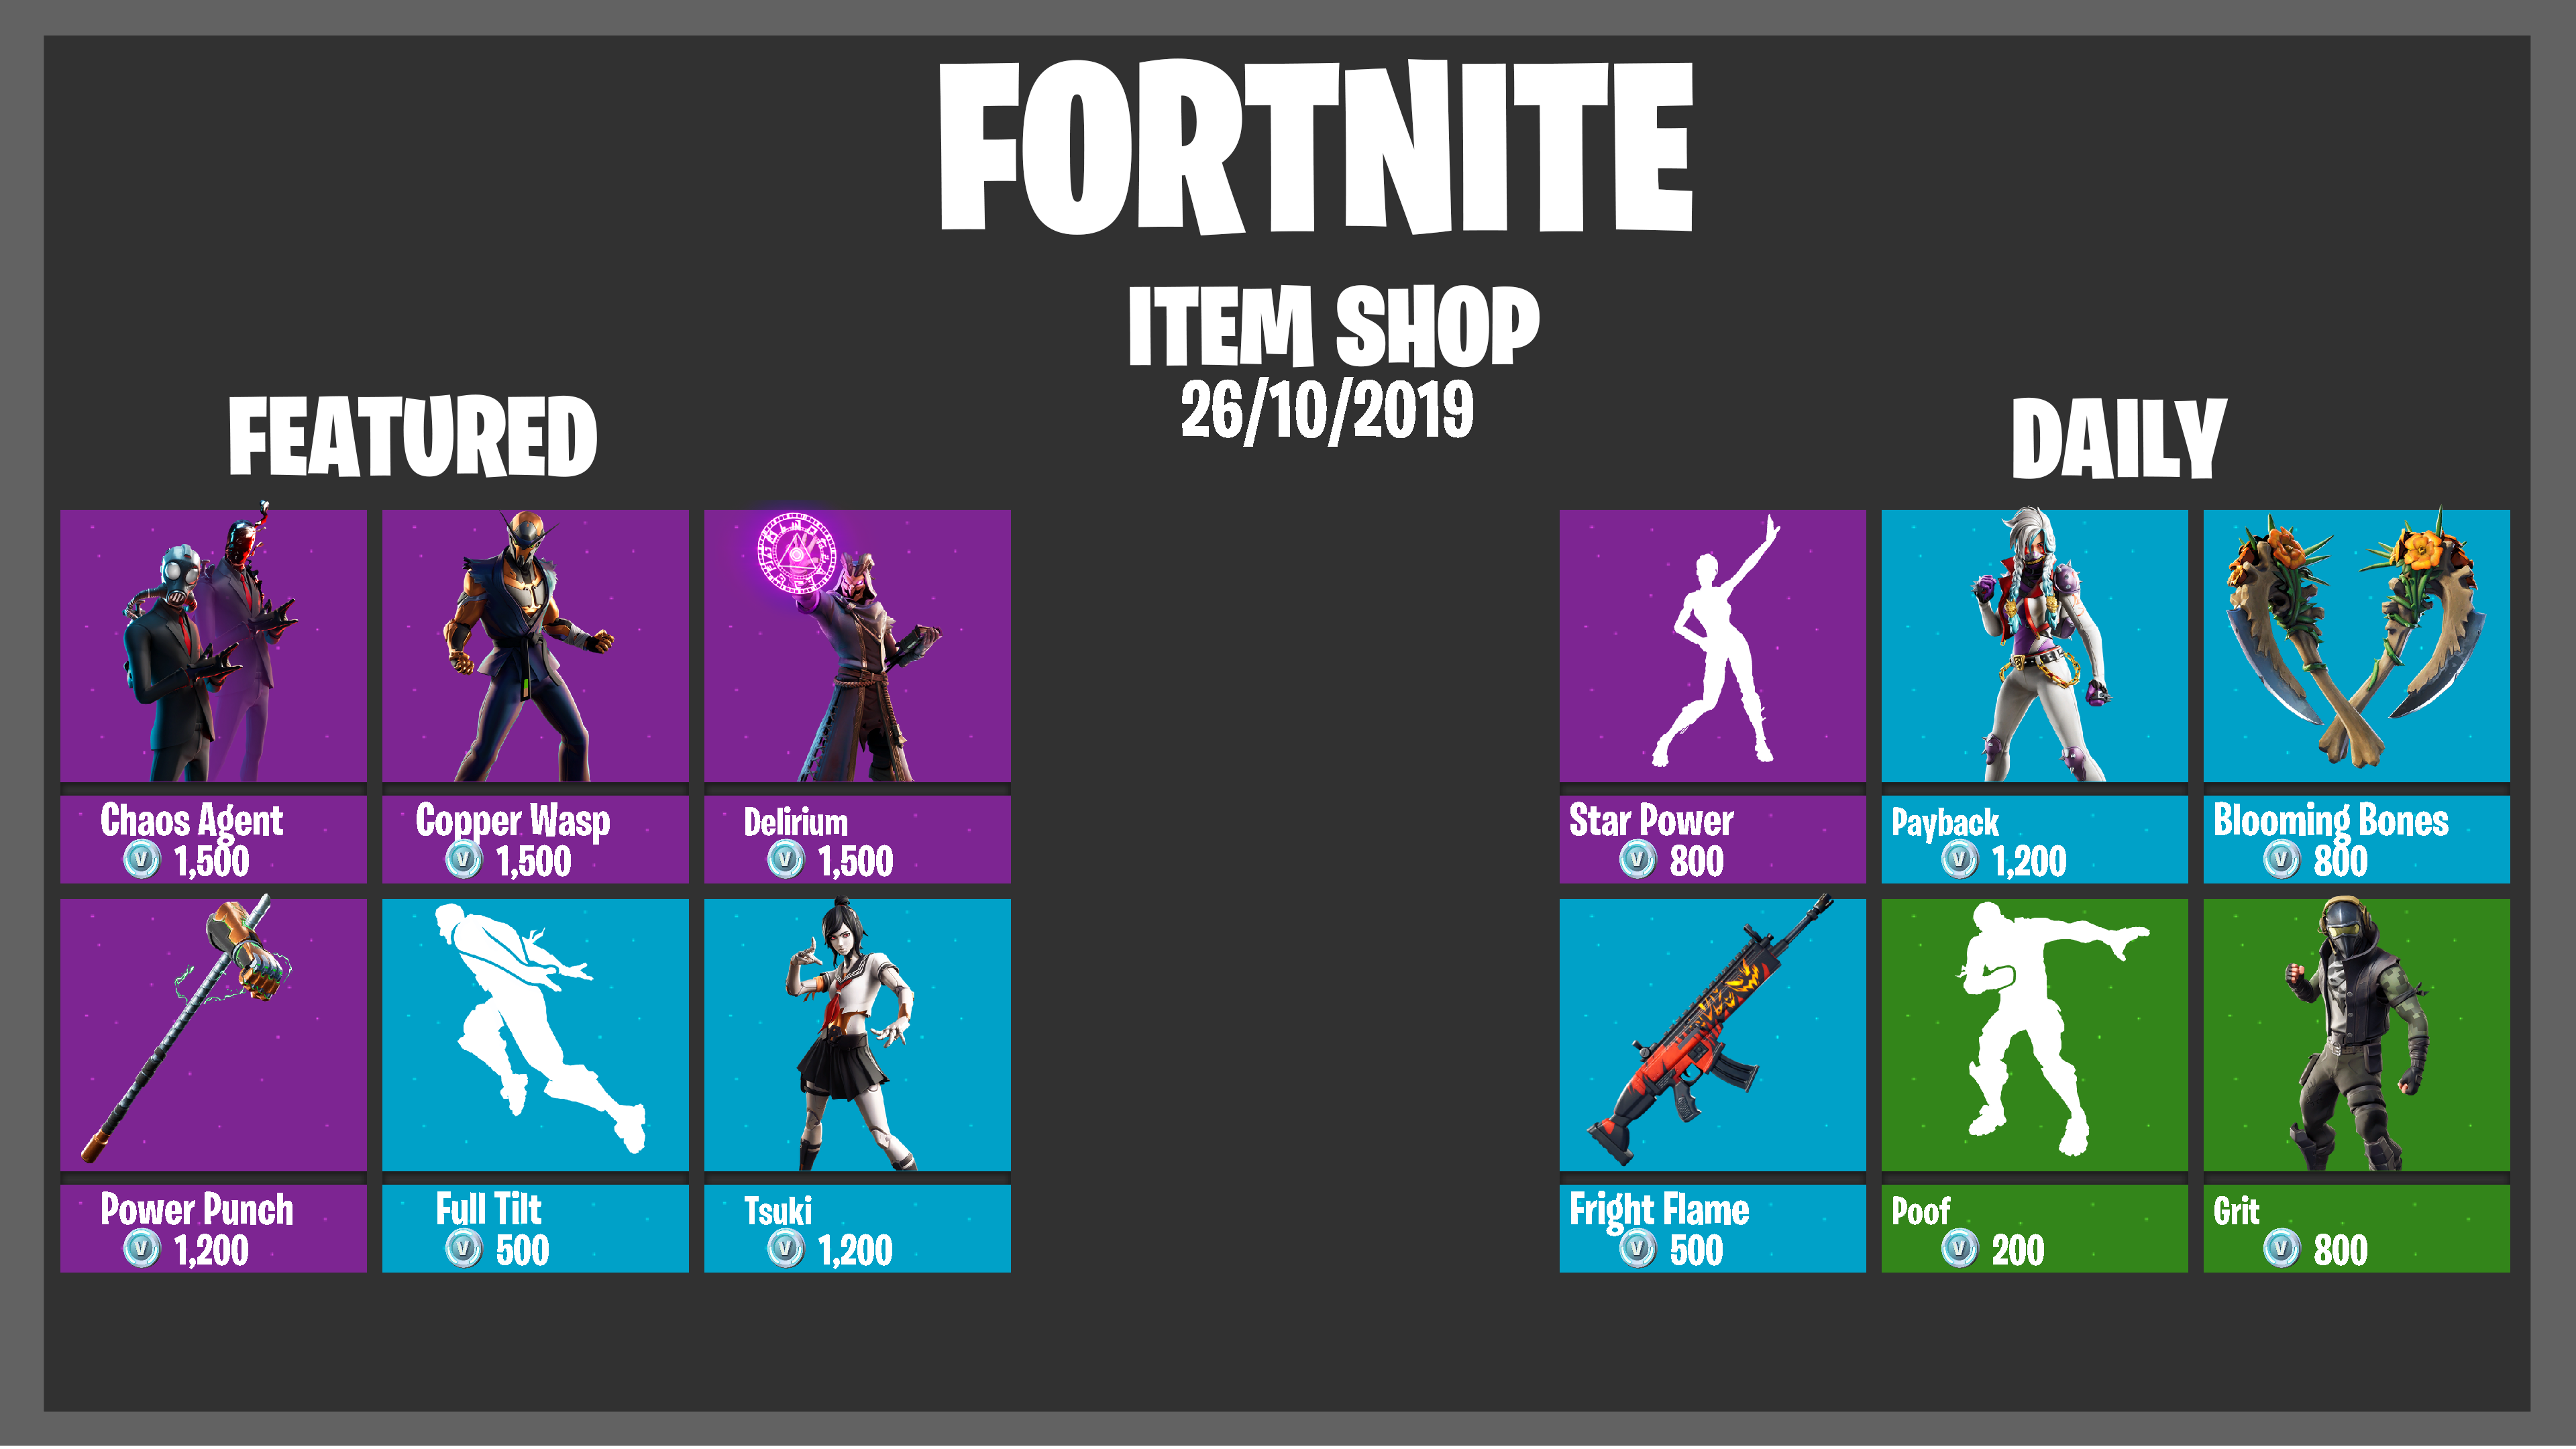 FORTNITE
ITEM SHOP
26/10/2019
FEATURED
Chaos Agent
1,500
Copper Wasp
1,500
Delirium
1,500
Power Punch
1,200
Full Tilt
500
Tsuki
1,200
DAILY
Star Power
800
Payback
1,200
Blooming Bones
800
Fright Flame
500
Poof
200
Grit
800